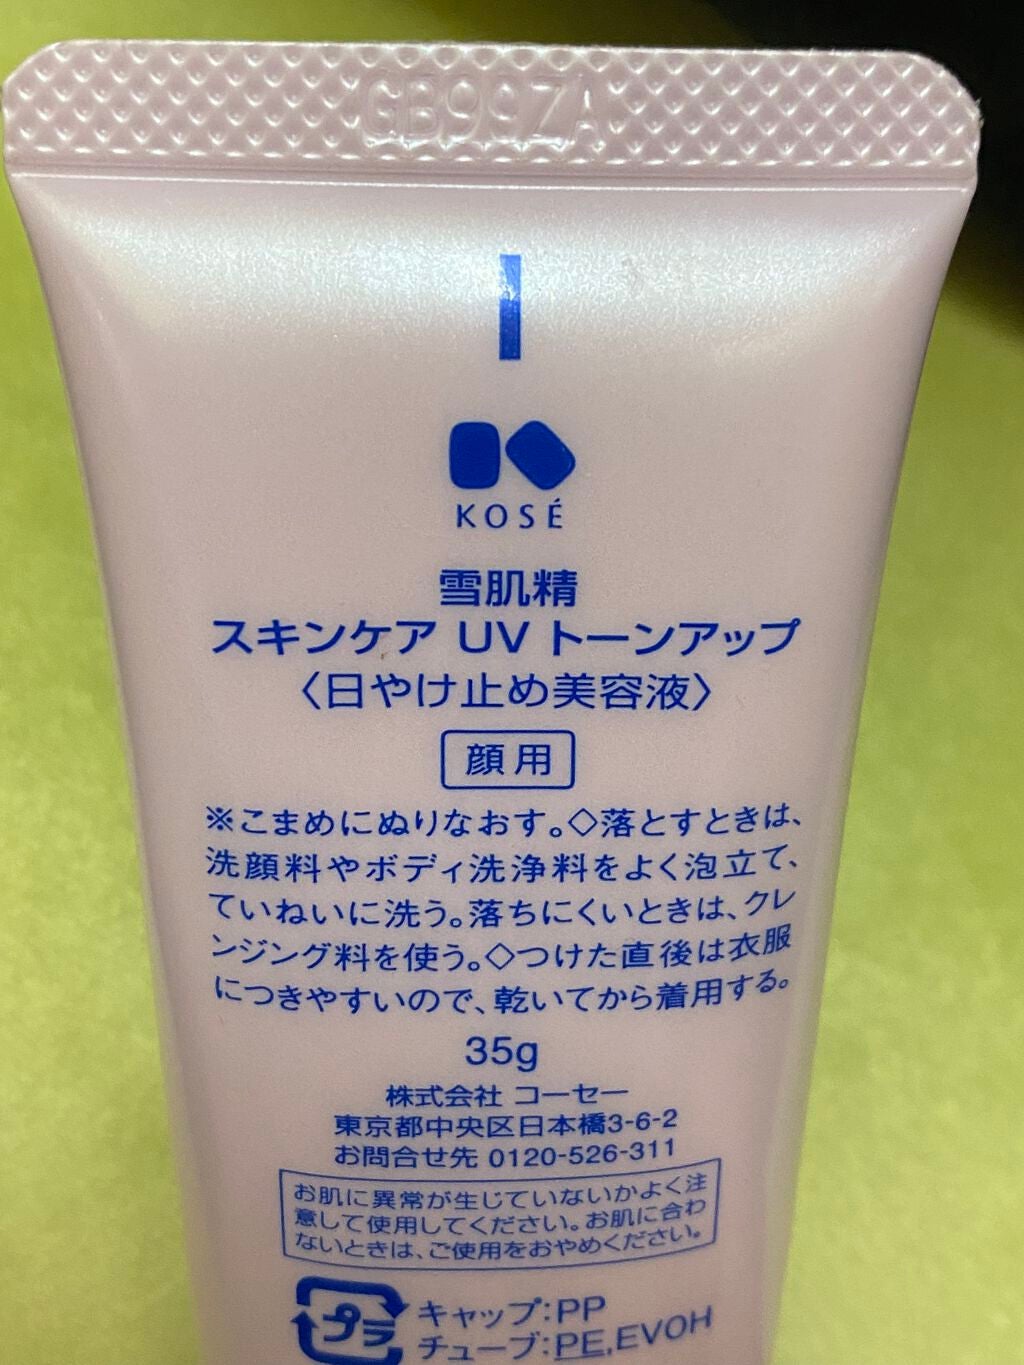 GB99ZA
KOSÉ
雪肌精
スキンケア UV トーンアップ
〈日やけ止め美容液〉
顔用
※こまめにぬりなおす。◇落とすときは、
洗顔料やボディ洗浄料をよく泡立て、
ていねいに洗う。落ちにくいときは、クレ
ンジング料を使う。◇つけた直後は衣服
につきやすいので、乾いてから着用する。
35g
株式会社 コーセー
東京都中央区日本橋3-6-2
お問合せ先 0120-526-311
お肌に異常が生じていないかよく注
意して使用してください。お肌に合わ
ないときは、ご使用をおやめください。
プラ
キャップ:PP
チューブ:PE,EVOH